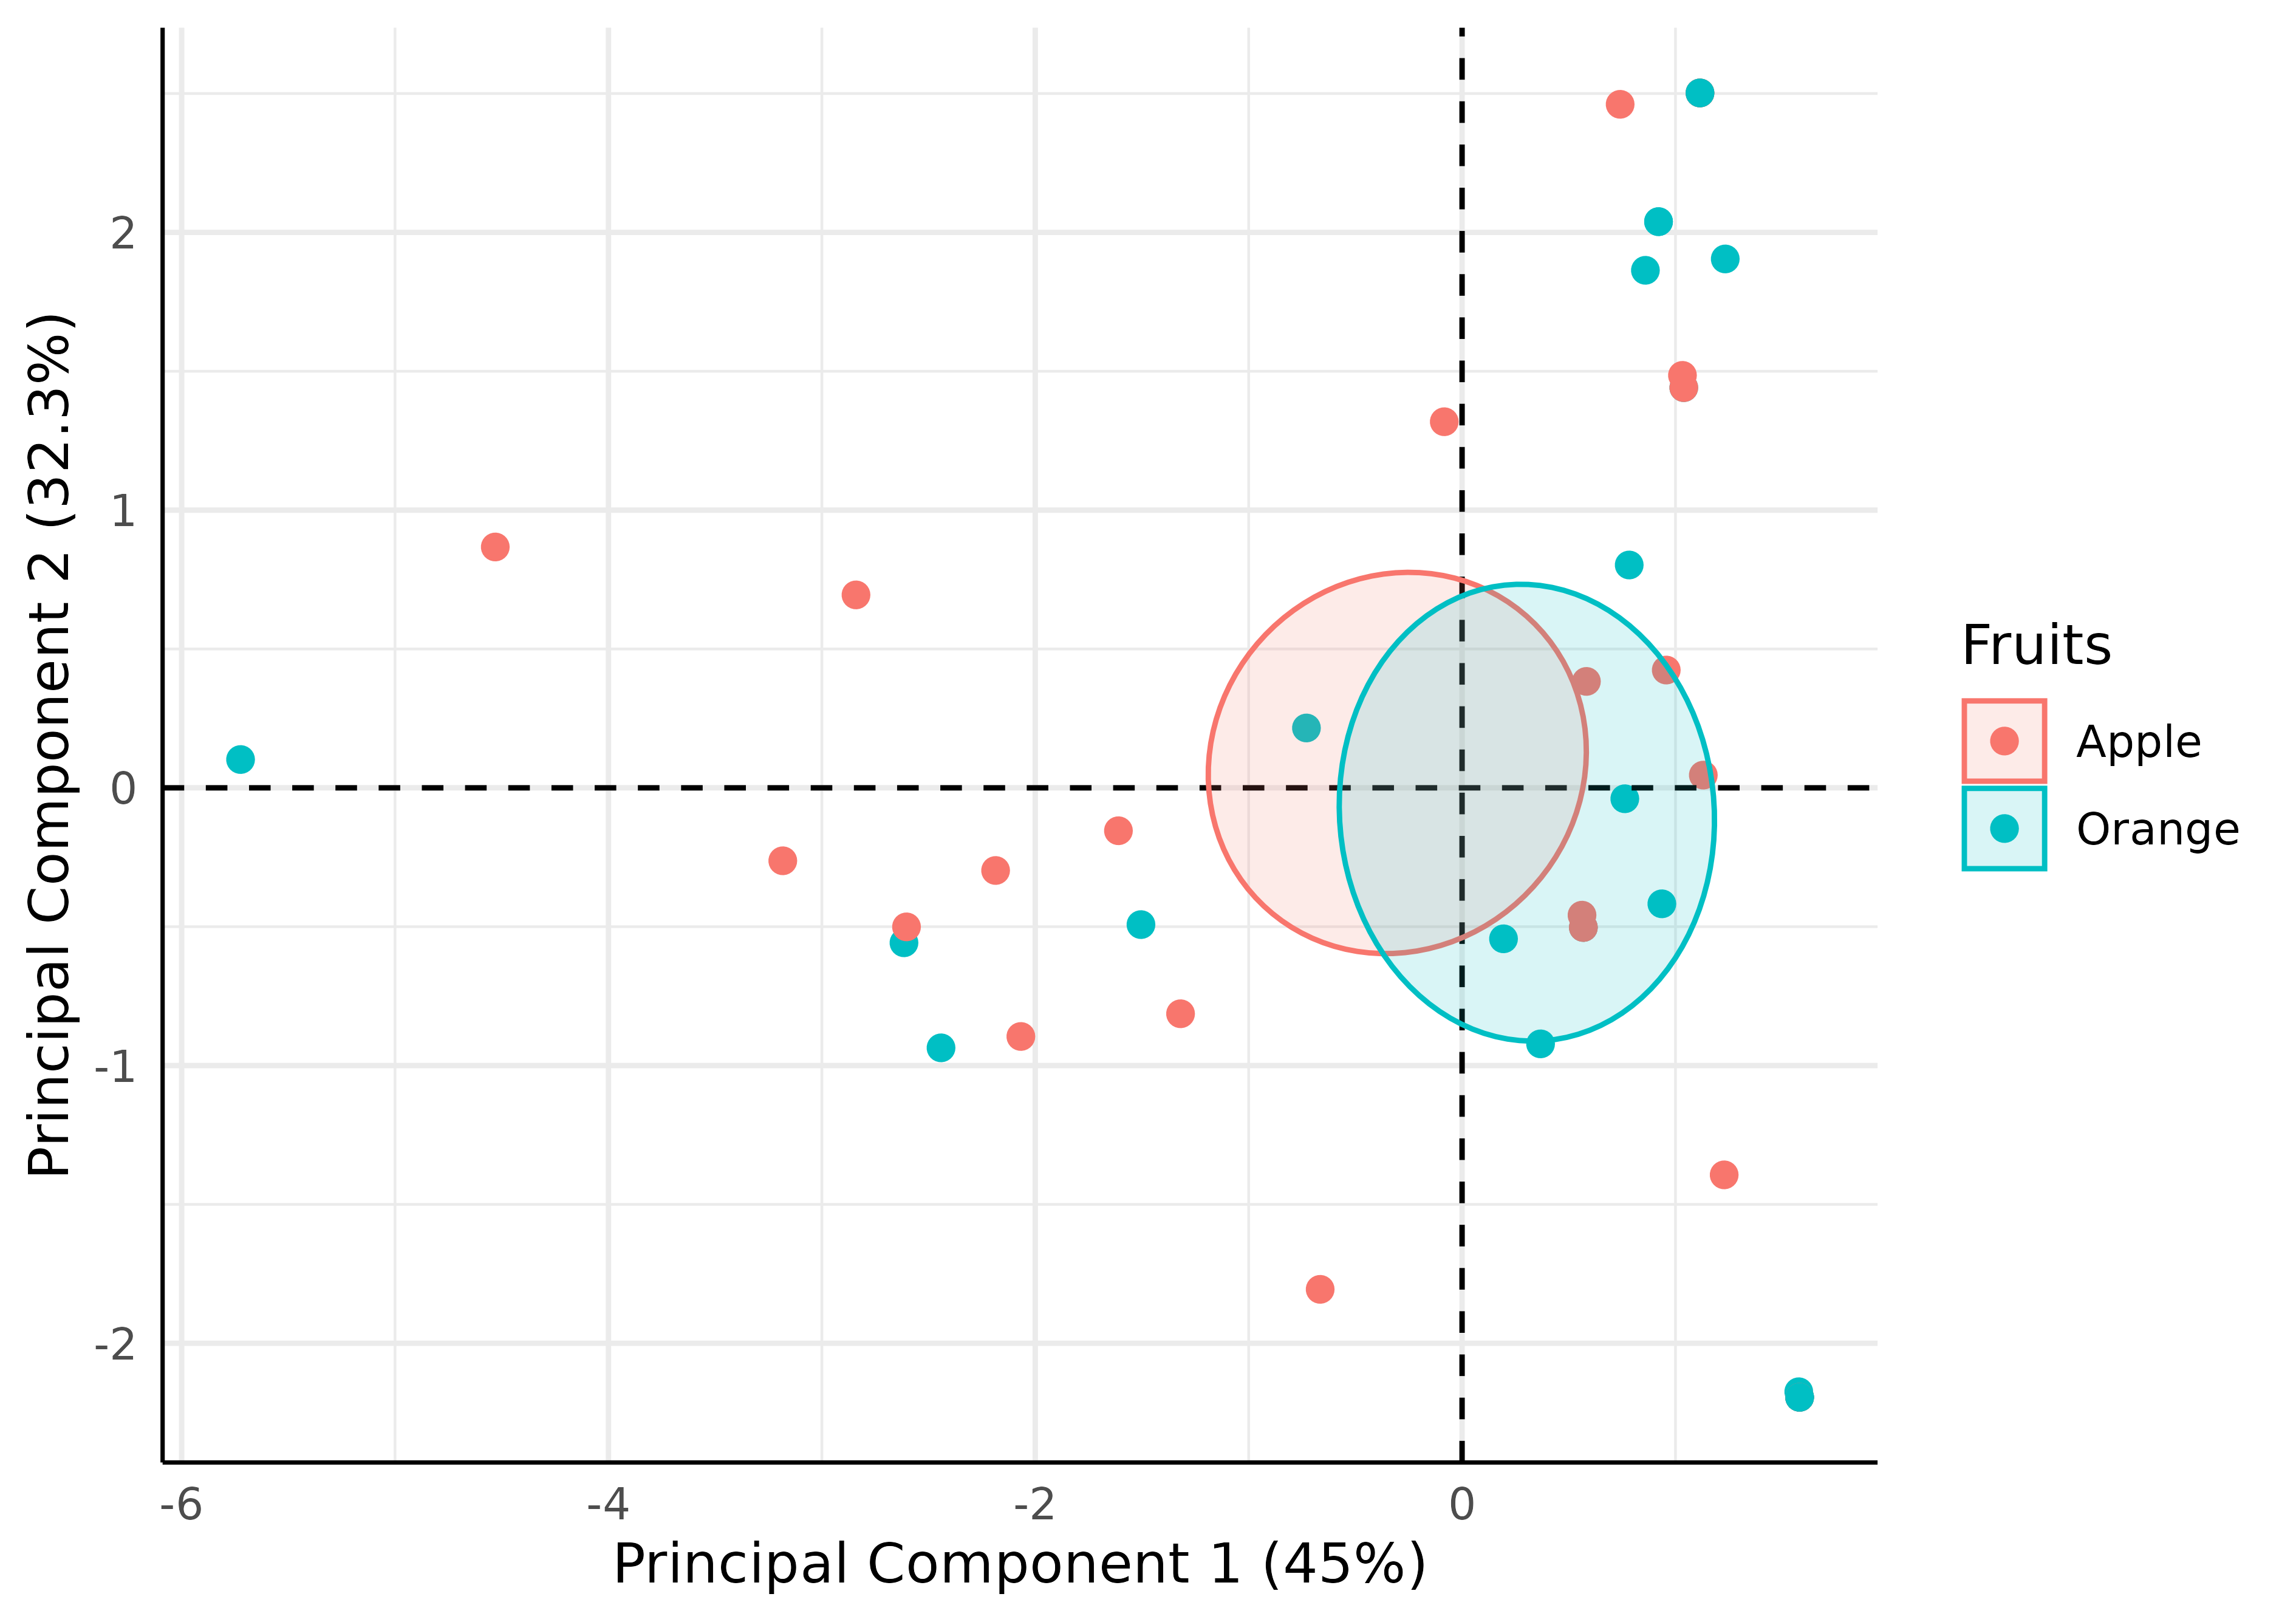 Principal Component 2 (32.3%)
2
1
0
-1
-2
-6
-4
-2
0
Principal Component 1 (45%)
Fruits
Apple
Orange